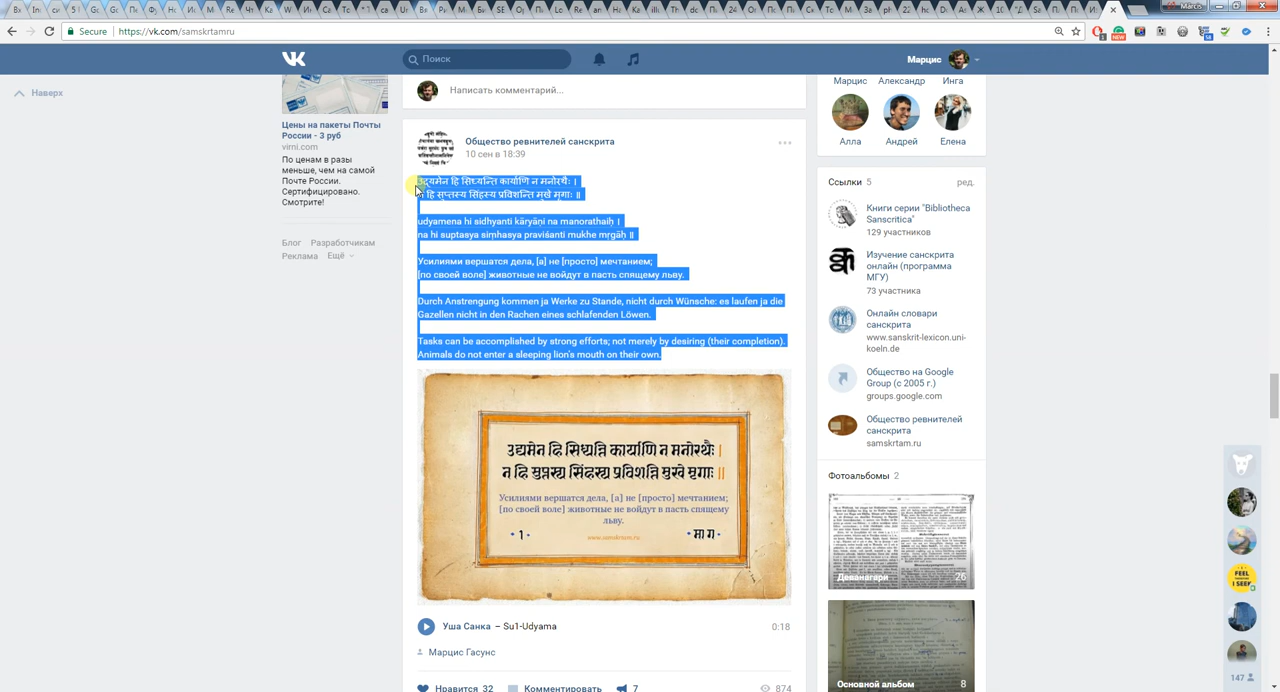 Marcis
Secure
https://vk.com/samskrtamru
Поиск
Марцис
Наверх
Цены на пакеты Почты
России - 3 руб
virni.com
По ценам в разы
меньше, чем на самой
Почте России.
Сертифицировано.
Смотрите!
Блог Разработчикам
Реклама Ещё
Написать комментарий...
Общество ревнителей санскрита
10 сен в 18:39
उद्यमेन हि सिध्यन्ति कार्याणि न मनोरथैः ।
न हि सुप्तस्य सिंहस्य प्रविशन्ति मुखे मृगाः ॥
udyamena hi sidhyanti kāryāṇi na manorathaiḥ ।
na hi suptasya siṃhasya praviśanti mukhe mṛgāḥ ॥
Усилиями вершатся дела, [а] не [просто] мечтанием;
[по своей воле] животные не войдут в пасть спящему льву.
Durch Anstrengung kommen ja Werke zu Stande, nicht durch Wünsche: es laufen ja die
Gazellen nicht in den Rachen eines schlafenden Löwen.
Tasks can be accomplished by strong efforts; not merely by desiring (their completion).
Animals do not enter a sleeping lion's mouth on their own.
उद्यमेन हि सिध्यन्ति कार्याणि न मनोरथैः ।
न हि सुप्तस्य सिंहस्य प्रविशन्ति मुखे मृगाः ॥
Усилиями вершатся дела, [а] не [просто] мечтанием;
[по своей воле] животные не войдут в пасть спящему
льву.
1
www.samskrtam.ru
Уша Санка – Su1-Udyama
0:18
Марцис Гасунс
Нравится 32
Комментировать
7
874
Марцис Александр Инга
Алла Андрей Елена
Ссылки 5
ред.
Книги серии "Bibliotheca
Sanscritica"
129 участников
Изучение санскрита
онлайн (программа
МГУ)
73 участника
Онлайн словари
санскрита
www.sanskrit-lexicon.uni-
koeln.de
Общество на Google
Group (с 2005 г.)
groups.google.com
Общество ревнителей
санскрита
samskrtam.ru
Фотоальбомы 2
Деванагари 26
Основной альбом 8
FEEL
I SEEK
147